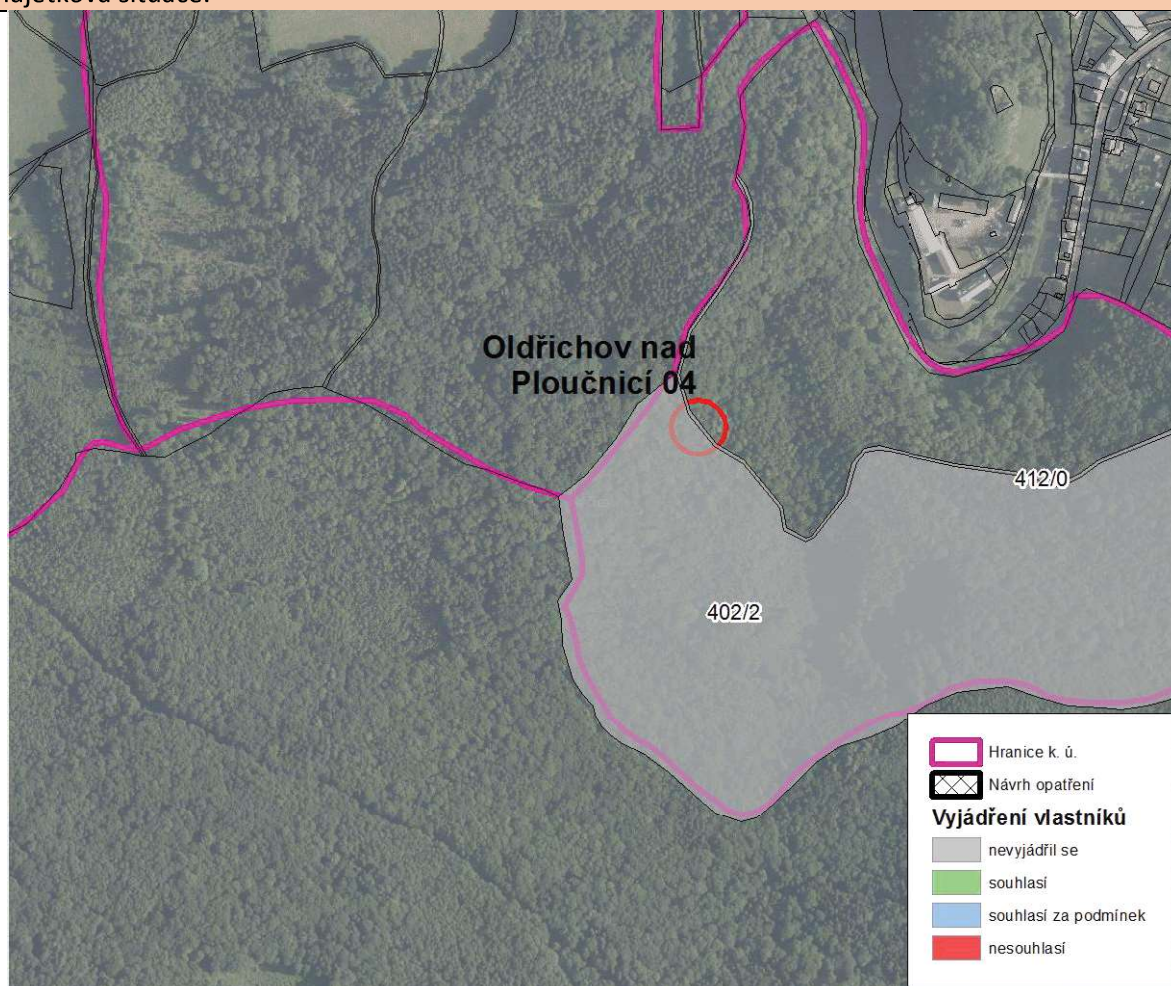 situace.
Oldřichov nad
Ploučnicí 04
412/0
402/2
Hranice k. ú.
Návrh opatření
Vyjádření vlastníků
nevyjádřil se
souhlasí
souhlasí za podmínek
nesouhlasí